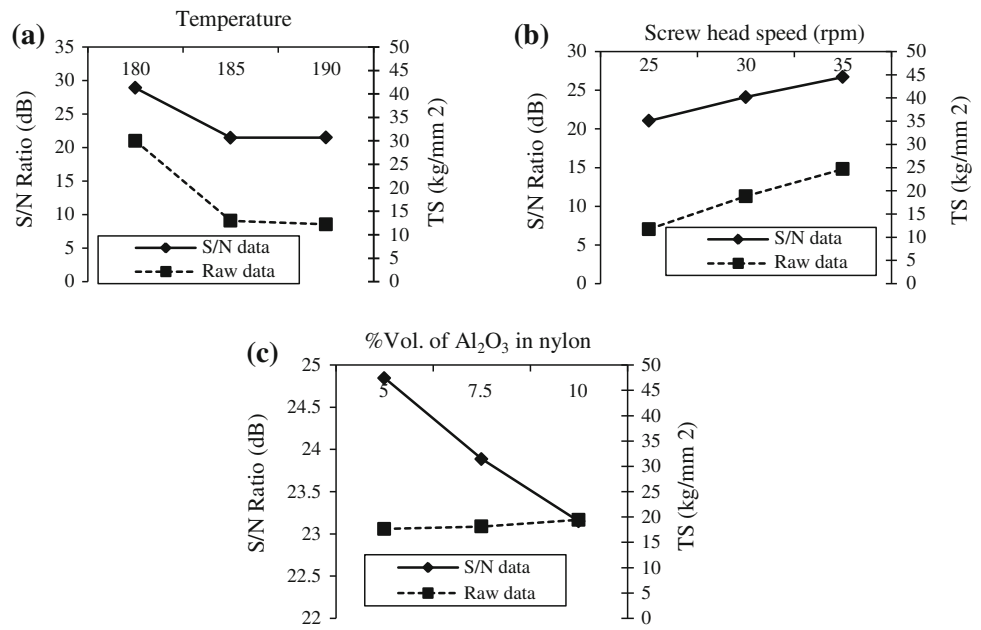 (a)
Temperature
35
30
25
20
15
10
5
0
S/N Ratio (dB)
180 185 190
50
45
40
35
30
25
20
15
10
5
0
TS (kg/mm 2)
S/N data
Raw data
(b)
Screw head speed (rpm)
30
25
20
15
10
5
0
S/N Ratio (dB)
25 30 35
50
45
40
35
30
25
20
15
10
5
0
TS (kg/mm 2)
S/N data
Raw data
(c)
%Vol. of Al₂O₃ in nylon
25
24.5
24
23.5
23
22.5
22
S/N Ratio (dB)
5 7.5 10
50
45
40
35
30
25
20
15
10
5
0
TS (kg/mm 2)
S/N data
Raw data